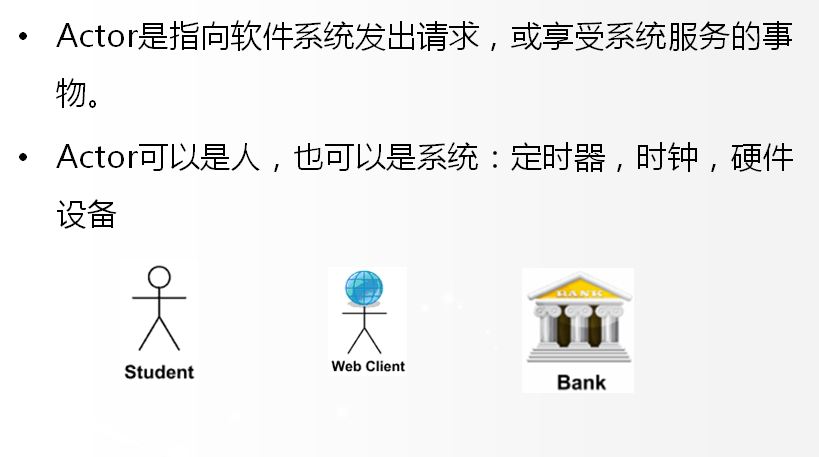 • Actor是指向软件系统发出请求，或享受系统服务的事
物。
• Actor可以是人，也可以是系统：定时器，时钟，硬件
设备
BANK
Student
Web Client
Bank